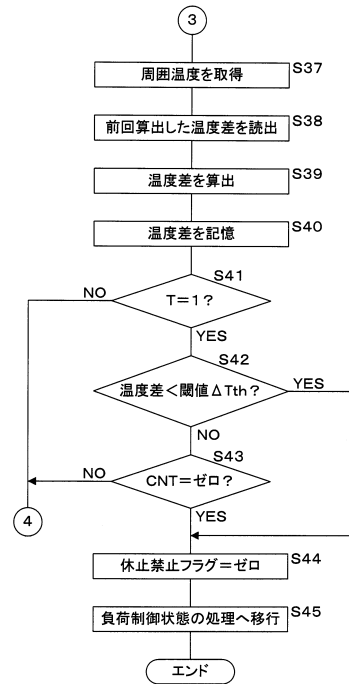 3
周囲温度を取得
S37
前回算出した温度差を読出
S38
温度差を算出
S39
温度差を記憶
S40
S41
NO
T=1?
YES
S42
温度差<閾値ΔTth?
YES
NO
S43
NO
CNT=ゼロ?
4
YES
休止禁止フラグ=ゼロ
S44
負荷制御状態の処理へ移行
S45
エンド